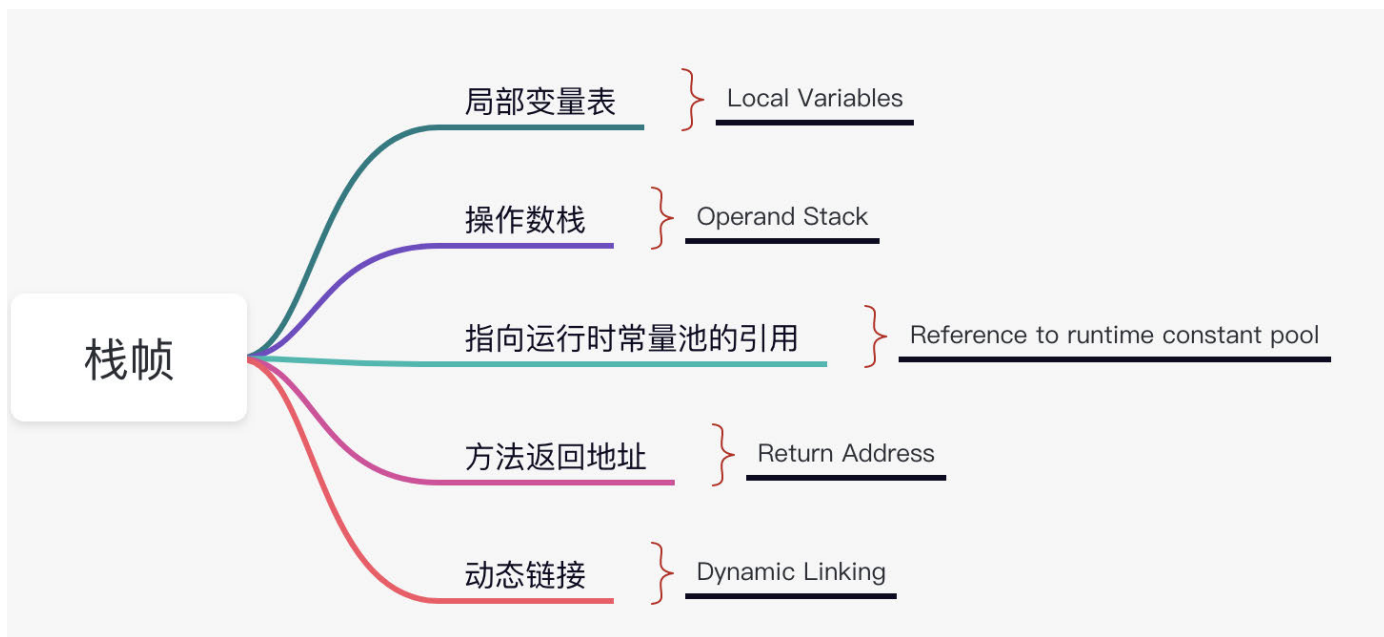 局部变量表
Local Variables
操作数栈
Operand Stack
栈帧
指向运行时常量池的引用
Reference to runtime constant pool
方法返回地址
Return Address
动态链接
Dynamic Linking